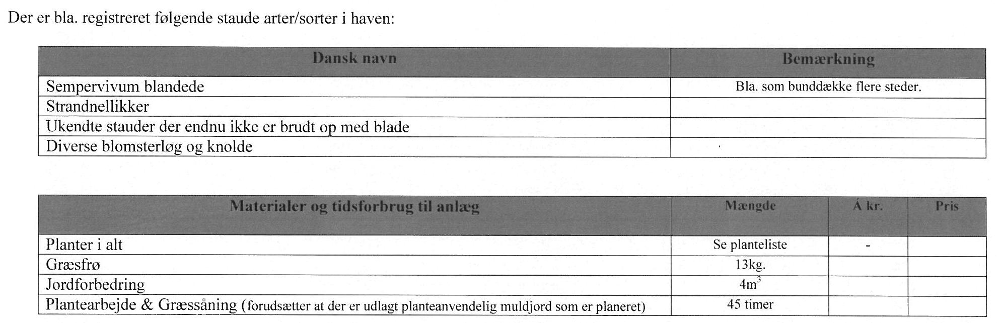 Der er bla. registreret følgende staude arter/sorter i haven:
Dansk navn Bemærkning
Sempervivum blandede Bla. som bunddække flere steder.
Strandnellikker
Ukendte stauder der endnu ikke er brudt op med blade
Diverse blomsterløg og knolde
Materialer og tidsforbrug til anlæg Mængde Á kr. Pris
Planter i alt Se planteliste -
Græsfrø 13kg.
Jordforbedring 4m³
Plantearbejde & Græssåning (forudsætter at der er udlagt planteanvendelig muldjord som er planeret) 45 timer